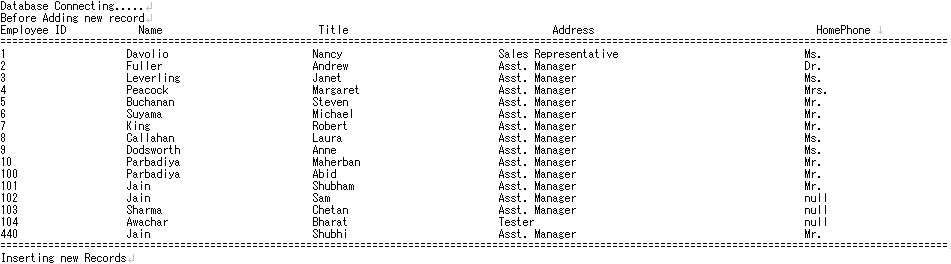 Database Connecting.....
Before Adding new record
Employee ID Name Title Address HomePhone
================================================================================
1 Davolio Nancy Sales Representative Ms.
2 Fuller Andrew Asst. Manager Dr.
3 Leverling Janet Asst. Manager Ms.
4 Peacock Margaret Asst. Manager Mrs.
5 Buchanan Steven Asst. Manager Mr.
6 Suyama Michael Asst. Manager Mr.
7 King Robert Asst. Manager Mr.
8 Callahan Laura Asst. Manager Ms.
9 Dodsworth Anne Asst. Manager Ms.
10 Parbadiya Maherban Asst. Manager Mr.
100 Parbadiya Abid Asst. Manager Mr.
101 Jain Shubham Asst. Manager Mr.
102 Jain Sam Asst. Manager null
103 Sharma Chetan Asst. Manager null
104 Awachar Bharat Tester null
440 Jain Shubhi Asst. Manager Mr.
================================================================================
Inserting new Records